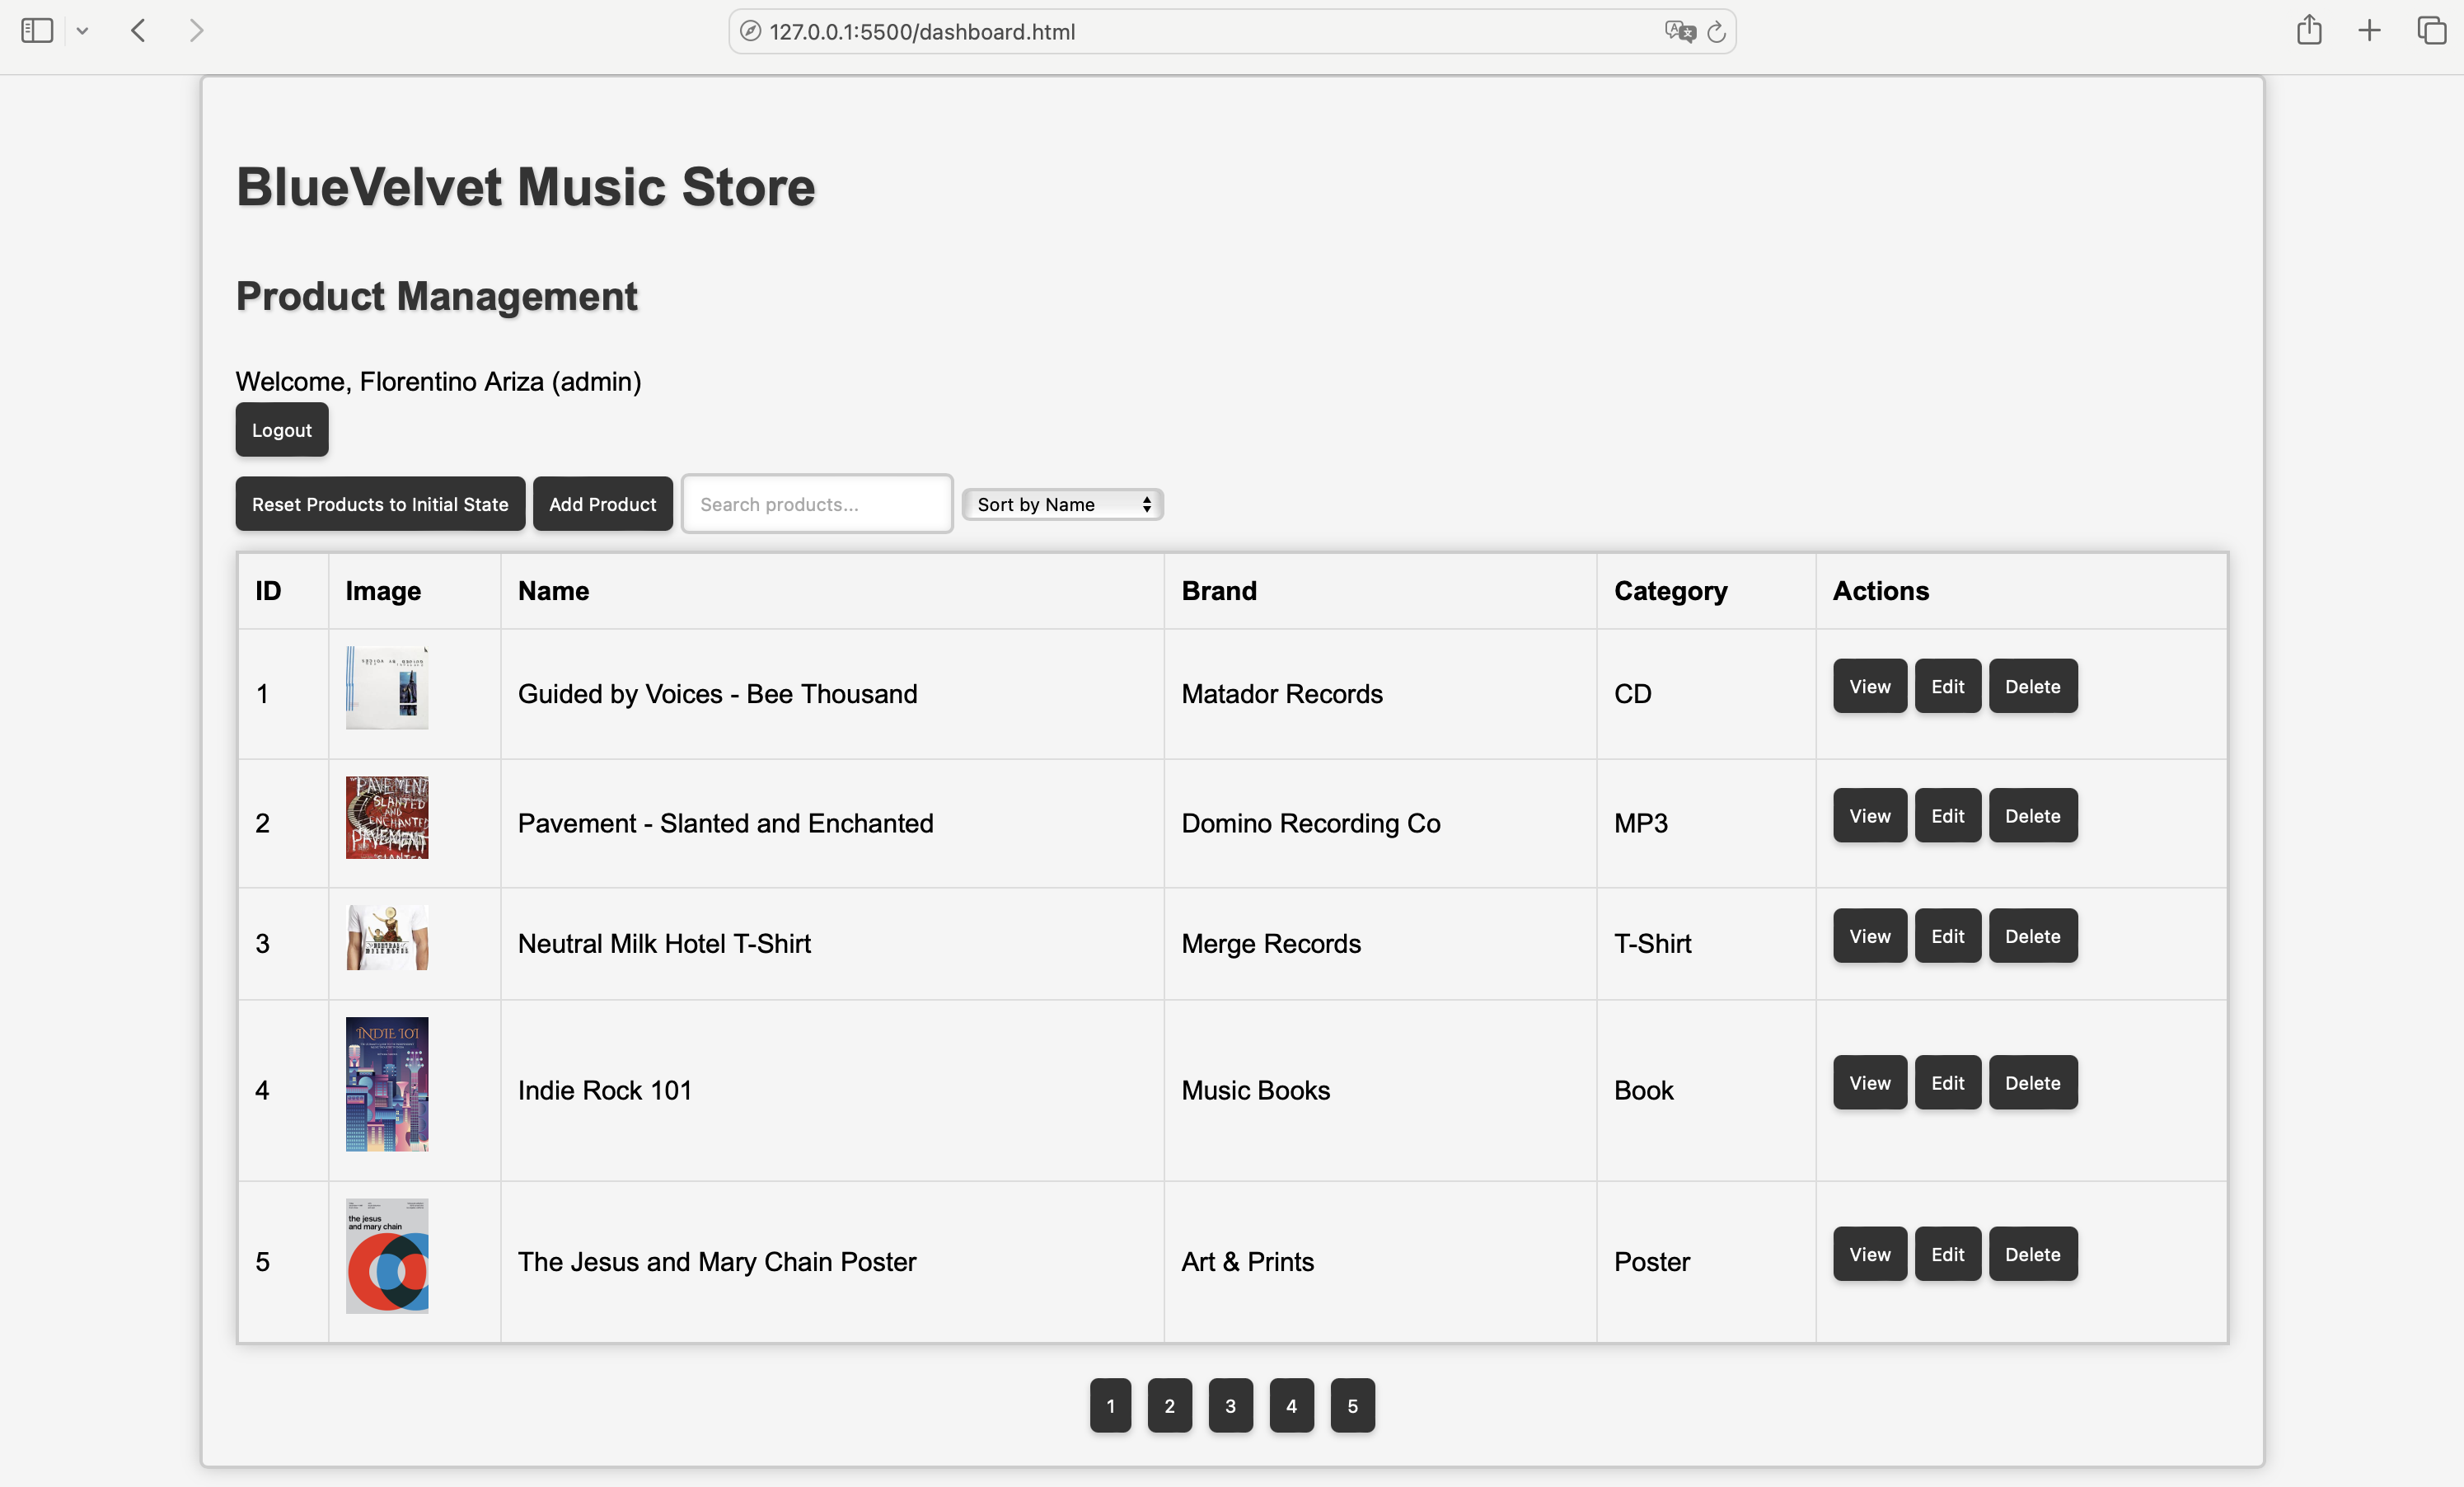 127.0.0.1:5500/dashboard.html
BlueVelvet Music Store
Product Management
Welcome, Florentino Ariza (admin)
Logout
Reset Products to Initial State Add Product Search products... Sort by Name
ID Image Name Brand Category Actions
1 Guided by Voices - Bee Thousand Matador Records CD View Edit Delete
PAVEMENT
SLANTED
AND
ENCHANTED
PAVEMENT
SLANTED
2 Pavement - Slanted and Enchanted Domino Recording Co MP3 View Edit Delete
3 Neutral Milk Hotel T-Shirt Merge Records T-Shirt View Edit Delete
INDIE 101
4 Indie Rock 101 Music Books Book View Edit Delete
the jesus
and mary chain
5 The Jesus and Mary Chain Poster Art & Prints Poster View Edit Delete
1 2 3 4 5